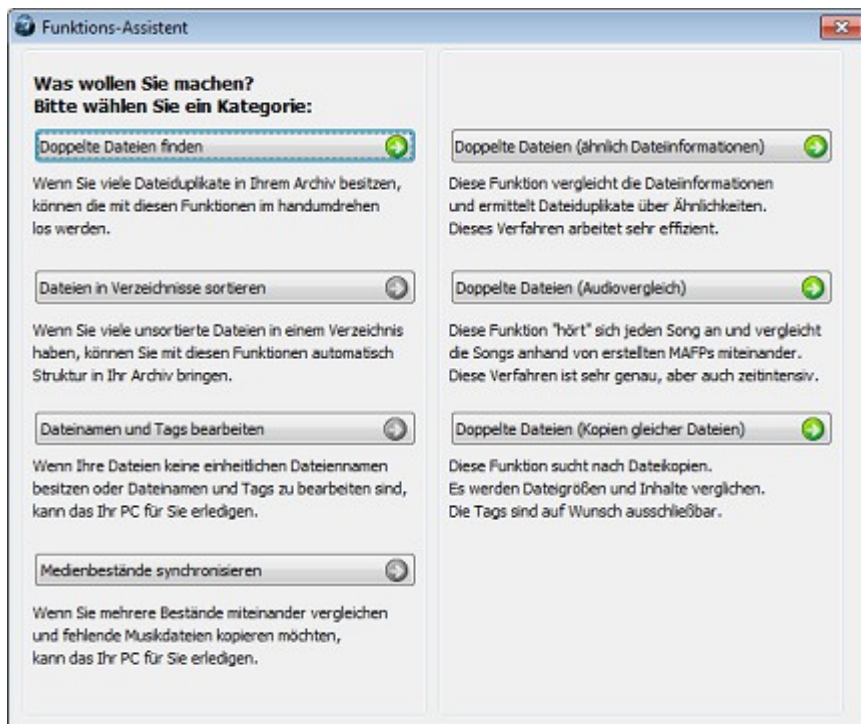 Funktions-Assistent
Was wollen Sie machen?
Bitte wählen Sie ein Kategorie:
Doppelte Dateien finden
Wenn Sie viele Dateiduplikate in Ihrem Archiv besitzen,
können die mit diesen Funktionen im handumdrehen
los werden.
Dateien in Verzeichnisse sortieren
Wenn Sie viele unsortierte Dateien in einem Verzeichnis
haben, können Sie mit diesen Funktionen automatisch
Struktur in Ihr Archiv bringen.
Dateinamen und Tags bearbeiten
Wenn Ihre Dateien keine einheitlichen Dateiennamen
besitzen oder Dateinamen und Tags zu bearbeiten sind,
kann das Ihr PC für Sie erledigen.
Medienbestände synchronisieren
Wenn Sie mehrere Bestände miteinander vergleichen
und fehlende Musikdateien kopieren möchten,
kann das Ihr PC für Sie erledigen.
Doppelte Dateien (ähnlich Dateiinformationen)
Diese Funktion vergleicht die Dateiinformationen
und ermittelt Dateiduplikate über Ähnlichkeiten.
Dieses Verfahren arbeitet sehr effizient.
Doppelte Dateien (Audiovergleich)
Diese Funktion "hört" sich jeden Song an und vergleicht
die Songs anhand von erstellten MAFPs miteinander.
Diese Verfahren ist sehr genau, aber auch zeitintensiv.
Doppelte Dateien (Kopien gleicher Dateien)
Diese Funktion sucht nach Dateikopien.
Es werden Dateigrößen und Inhalte verglichen.
Die Tags sind auf Wunsch ausschließbar.